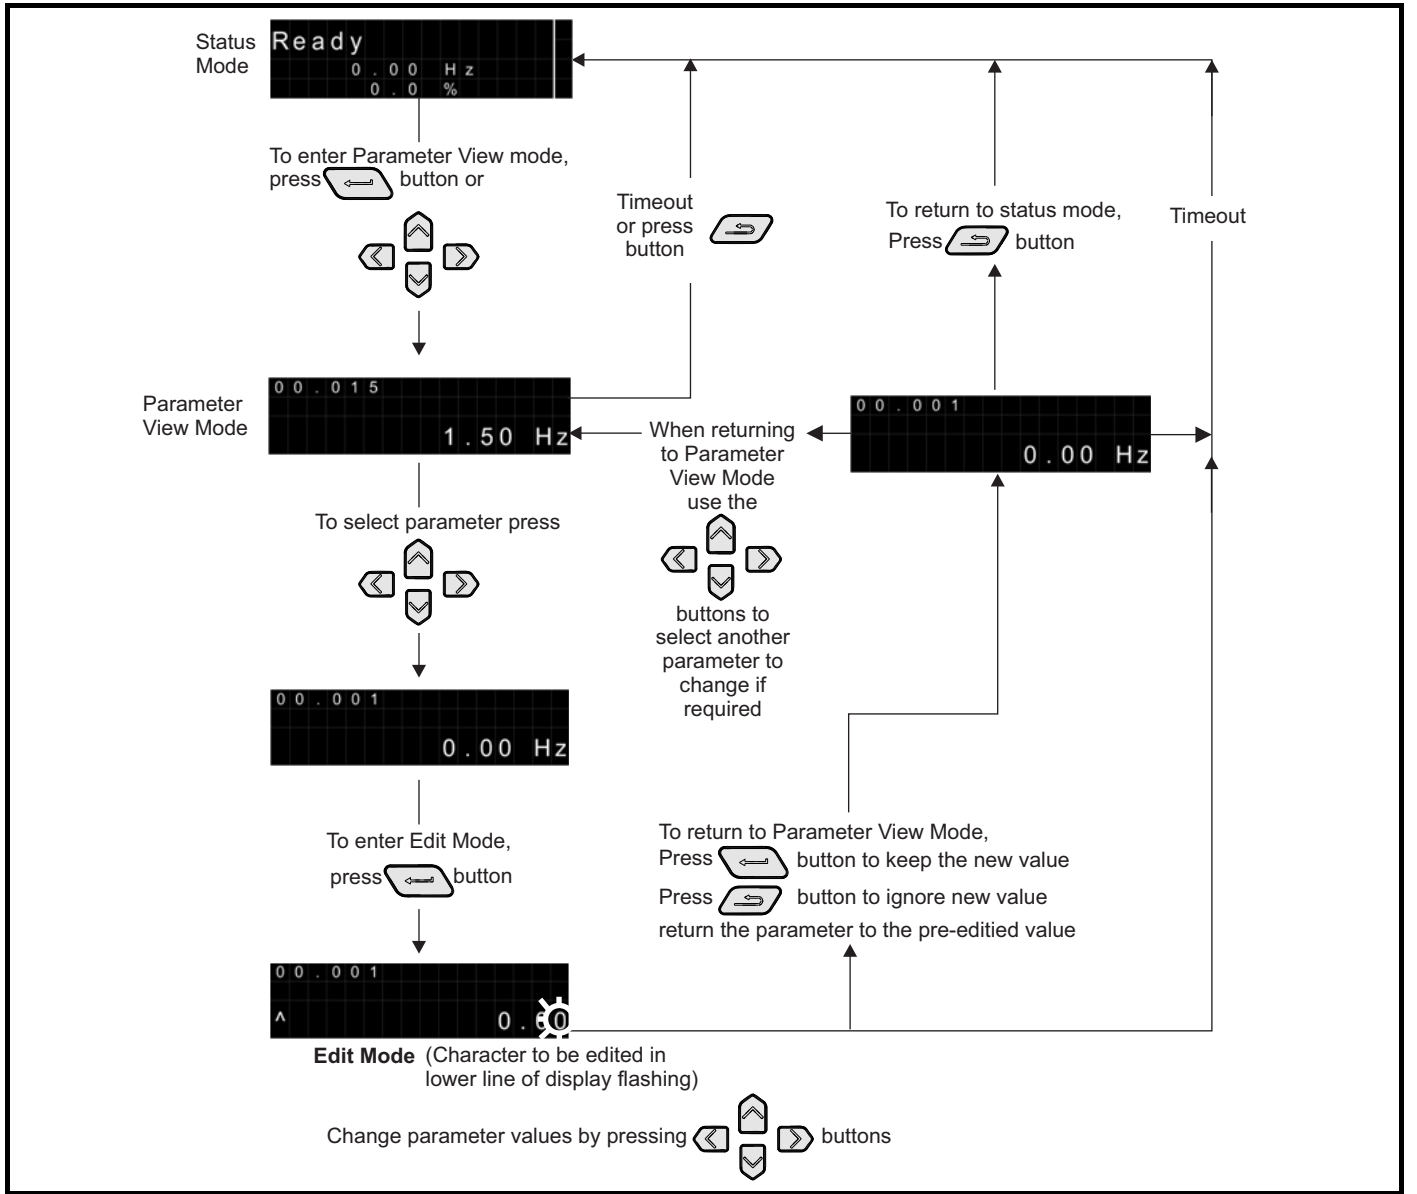 Status
Mode
Ready
0.00 Hz
0.0 %
To enter Parameter View mode,
press button or
Timeout
or press
button
To return to status mode,
Press button
Timeout
Parameter
View Mode
00.015
1.50 Hz
When returning
to Parameter
View Mode
use the
buttons to
select another
parameter to
change if
required
00.001
0.00 Hz
To select parameter press
00.001
0.00 Hz
To enter Edit Mode,
press button
To return to Parameter View Mode,
Press button to keep the new value
Press button to ignore new value
return the parameter to the pre-editied value
00.001
^ 0.
Edit Mode (Character to be edited in
lower line of display flashing)
Change parameter values by pressing buttons